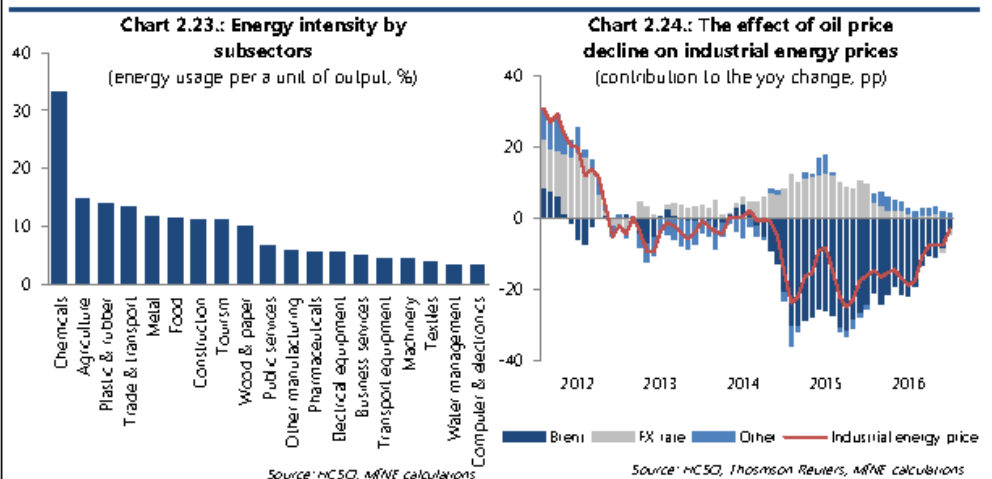 Chart 2.23.: Energy intensity by
subsectors
(energy usage per a unit of output, %)
40
30
20
10
0
Chemicals
Agriculture
Plastic & rubber
Trade & transport
Metal
Food
Construction
Tourism
Wood & paper
Public services
Other manufacturing
Pharmaceuticals
Electrical equipment
Business services
Transport equipment
Machinery
Textiles
Water management
Computer & electronics
Source: HCSO, MfNE calculations
Chart 2.24.: The effect of oil price
decline on industrial energy prices
(contribution to the yoy change, pp)
40
20
0
-20
-40
2012
2013
2014
2015
2016
Brent
FX rate
Other
Industrial energy price
Source: HCSO, Thosmson Reuters, MfNE calculations